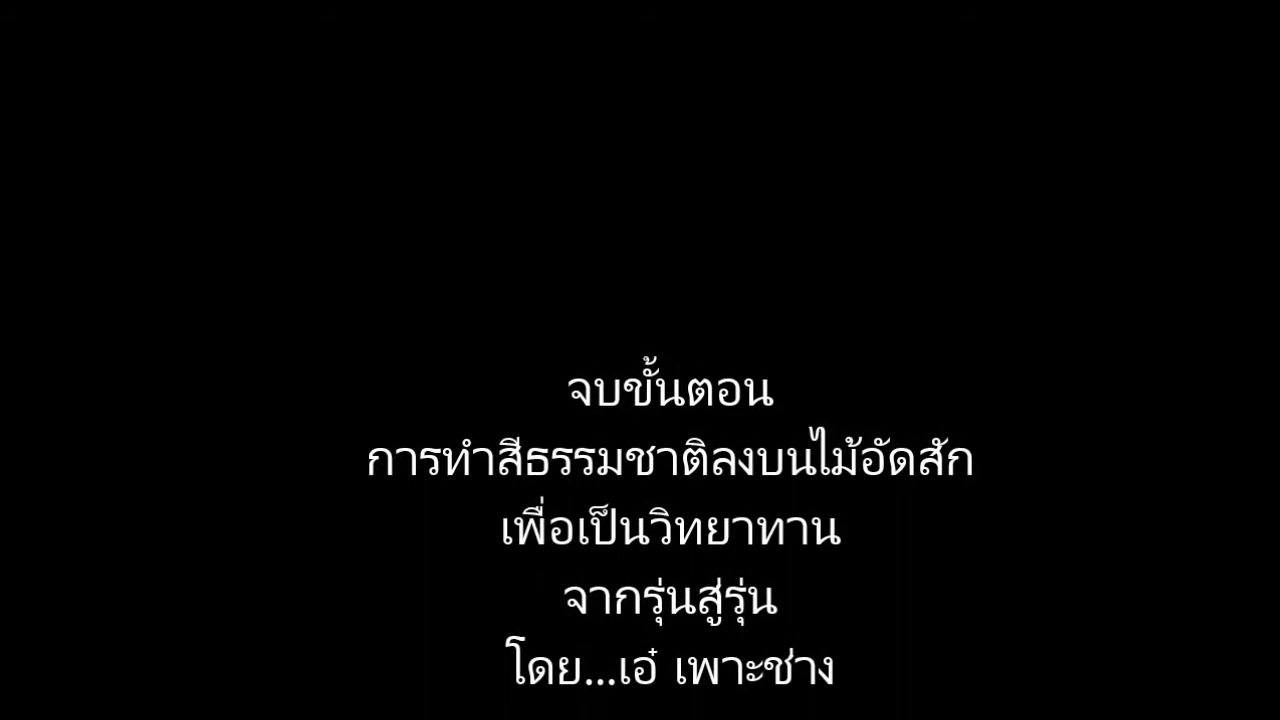 จบขั้นตอน
การทำสีธรรมชาติลงบนไม้อัดสัก
เพื่อเป็นวิทยาทาน
จากรุ่นสู่รุ่น
โดย...เอ๋ เพาะช่าง